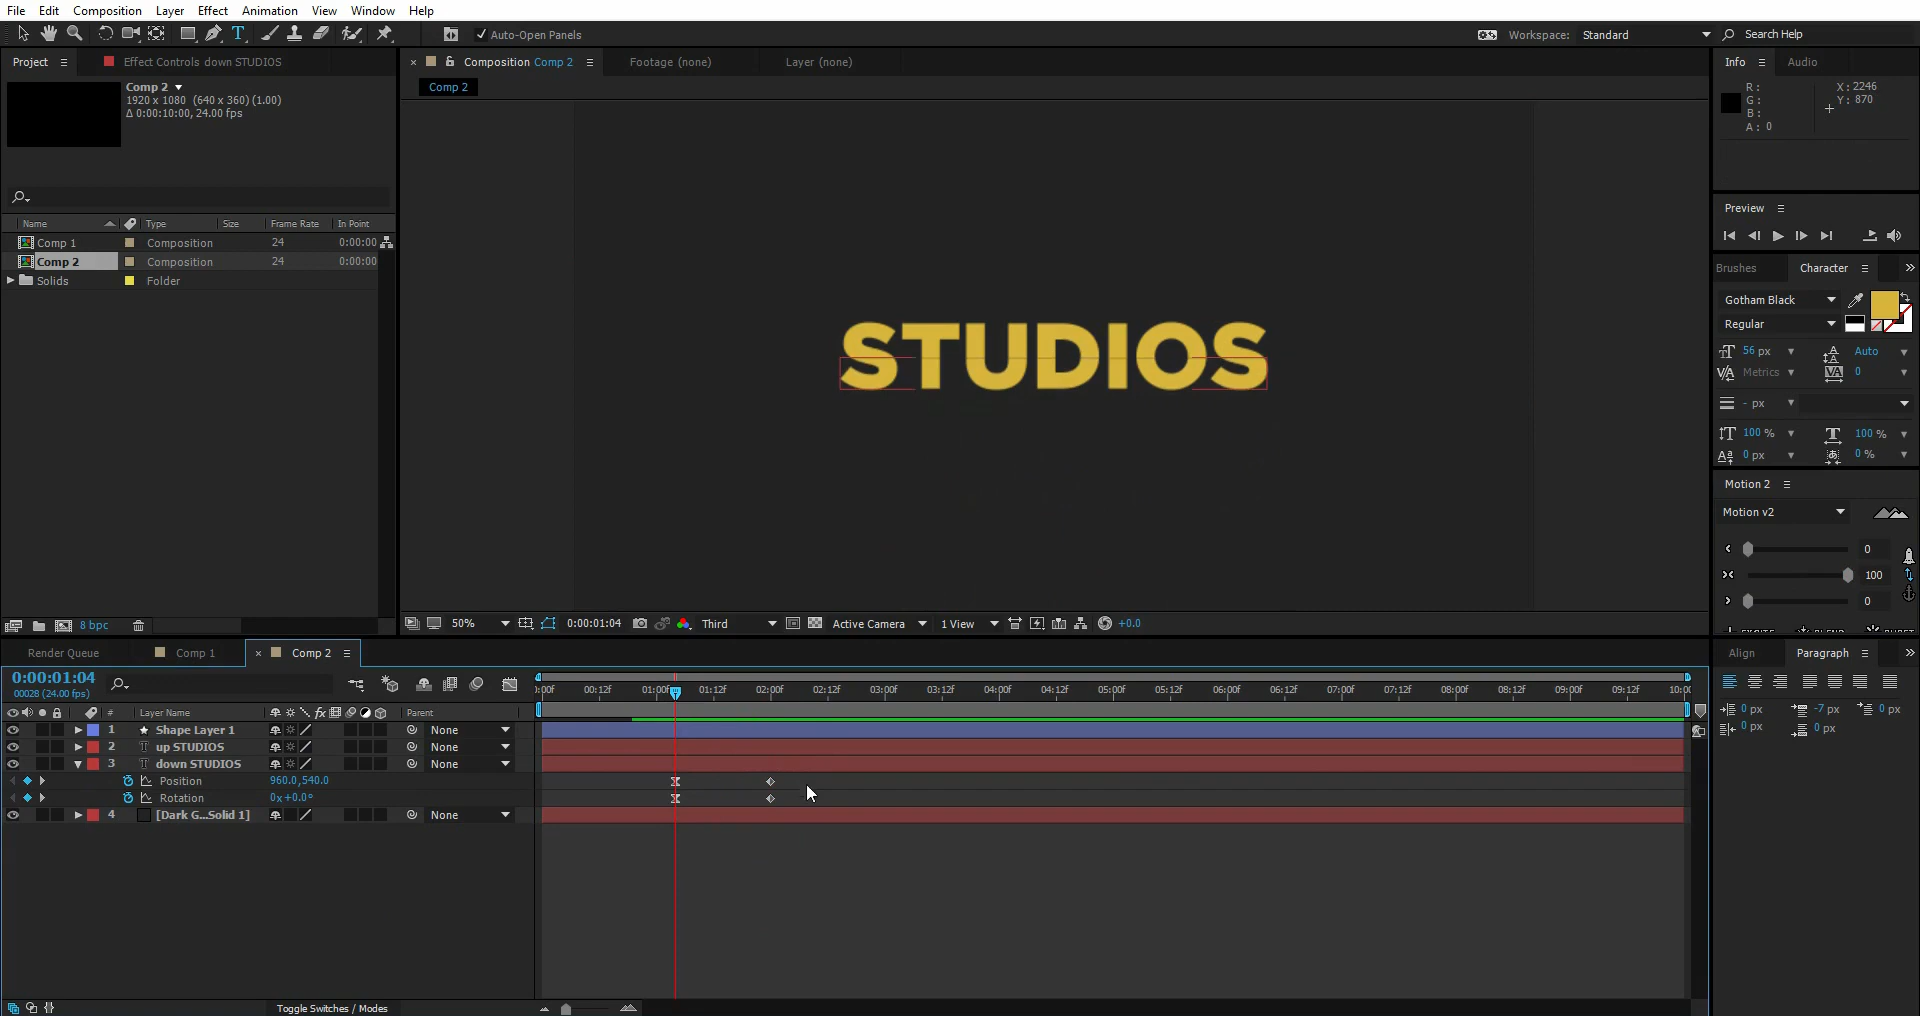 File Edit Composition Layer Effect Animation View Window Help
Auto-Open Panels Workspace: Standard Search Help
Project Effect Controls down STUDIOS
Comp 2
1920 x 1080 (640 x 360) (1.00)
Δ 0:00:10:00, 24.00 fps
Name Type Size Frame Rate In Point
Comp 1 Composition 24 0:00:00
Comp 2 Composition 24 0:00:00
Solids Folder
8 bpc
Composition Comp 2 Footage (none) Layer (none)
Comp 2
STUDIOS
50% 0:00:01:04 Third Active Camera 1 View +0.0
Info Audio
R: X: 2246
G: Y: 870
B:
A: 0
Preview
Brushes Character
Gotham Black
Regular
56 px Auto
Metrics 0
- px
100 % 100 %
0 px 0 %
Motion 2
Motion v2
0
100
0
Render Queue Comp 1 Comp 2
0:00:01:04
00028 (24.00 fps)
:00f 00:12f 01:00f 01:12f 02:00f 02:12f 03:00f 03:12f 04:00f 04:12f 05:00f 05:12f 06:00f 06:12f 07:00f 07:12f 08:00f 08:12f 09:00f 09:12f 10:00
# Layer Name fx Parent
1 Shape Layer 1 None
2 T up STUDIOS None
3 T down STUDIOS None
Position 960.0,540.0
Rotation 0x+0.0°
4 [Dark G...Solid 1] None
Toggle Switches / Modes
Align Paragraph
0 px -7 px 0 px
0 px 0 px